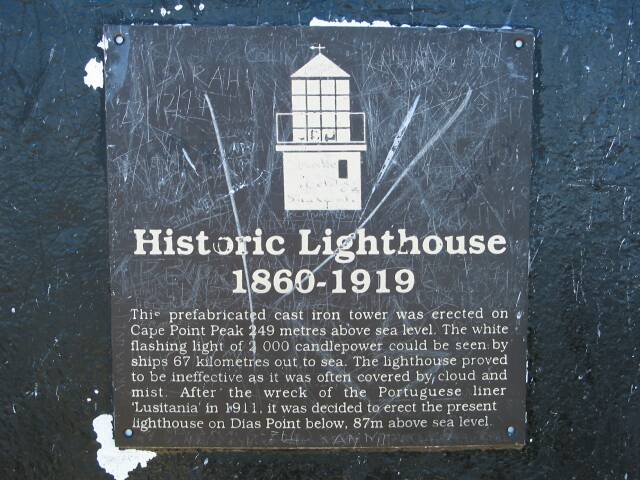 Historic Lighthouse
1860-1919
This prefabricated cast iron tower was erected on
Cape Point Peak 249 metres above sea level. The white
flashing light of 2 000 candlepower could be seen by
ships 67 kilometres out to sea. The lighthouse proved
to be ineffective as it was often covered by cloud and
mist. After the wreck of the Portuguese liner
'Lusitania' in 1911, it was decided to erect the present
lighthouse on Dias Point below, 87m above sea level.